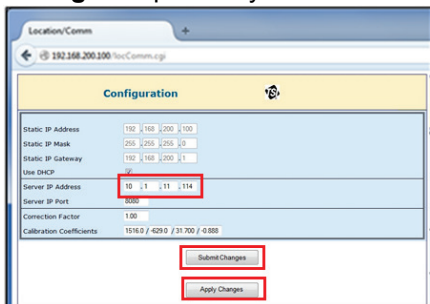 Location/Comm +
192.168.200.100/locComm.cgi
Configuration TSI
Static IP Address 192 .168 .200 .100
Static IP Mask 255 .255 .255 .0
Static IP Gateway 192 .168 .200 .1
Use DHCP
Server IP Address 10 .1 .11 .114
Server IP Port 8080
Correction Factor 1.00
Calibration Coefficients 1516.0 / -629.0 / 31.700 / -0.888
Submit Changes
Apply Changes